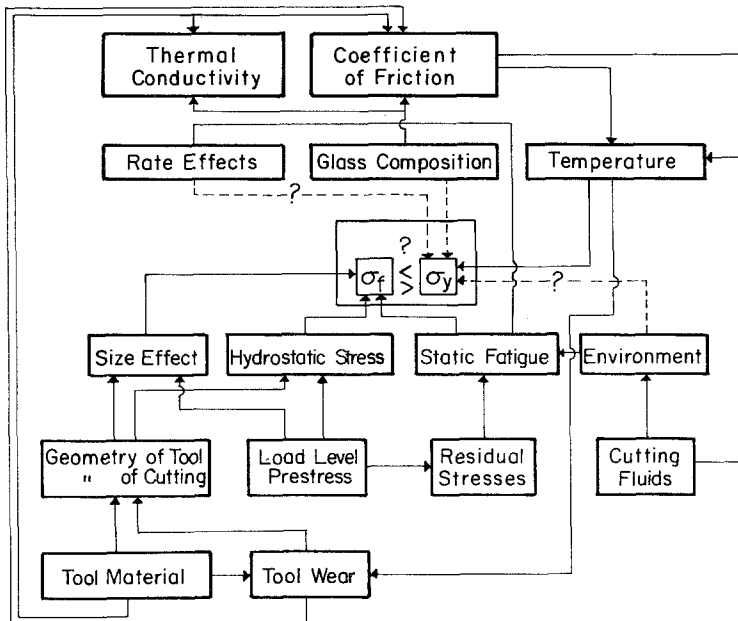 Thermal
Conductivity
Coefficient
of Friction
Rate Effects
Glass Composition
Temperature
?
?
σf < > σy
?
Size Effect
Hydrostatic Stress
Static Fatigue
Environment
Geometry of Tool
" of Cutting
Load Level
Prestress
Residual
Stresses
Cutting
Fluids
Tool Material
Tool Wear